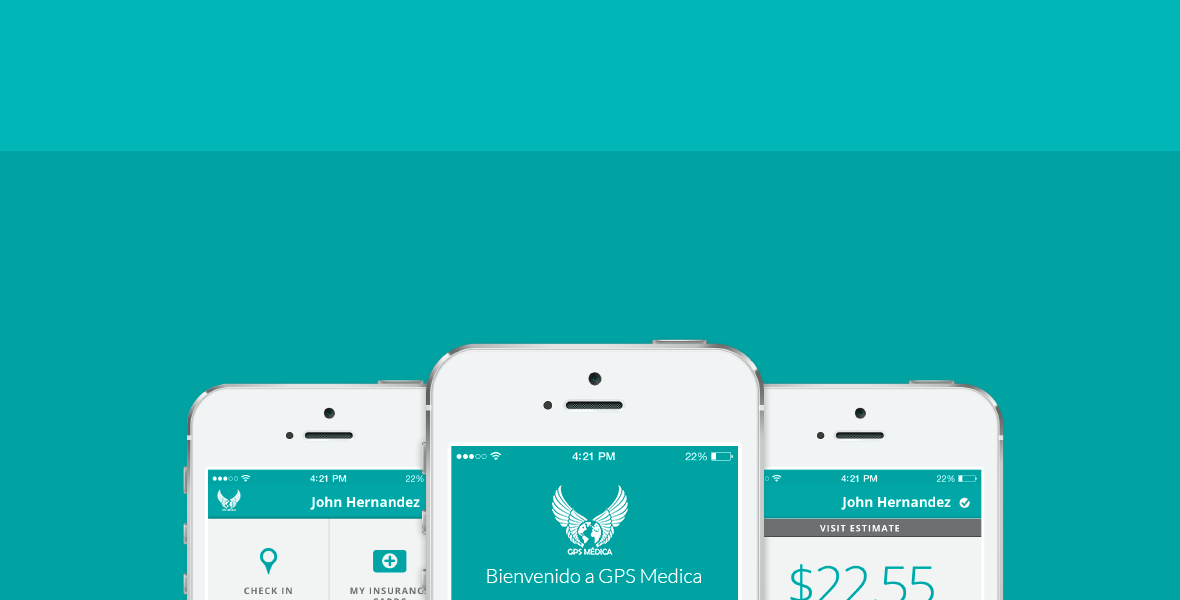 4:21 PM
22%
John Hernandez
CHECK IN
MY INSURANC
CARDS
4:21 PM
22%
GPS MÉDICA
Bienvenido a GPS Medica
4:21 PM
22%
John Hernandez
VISIT ESTIMATE
$22.55